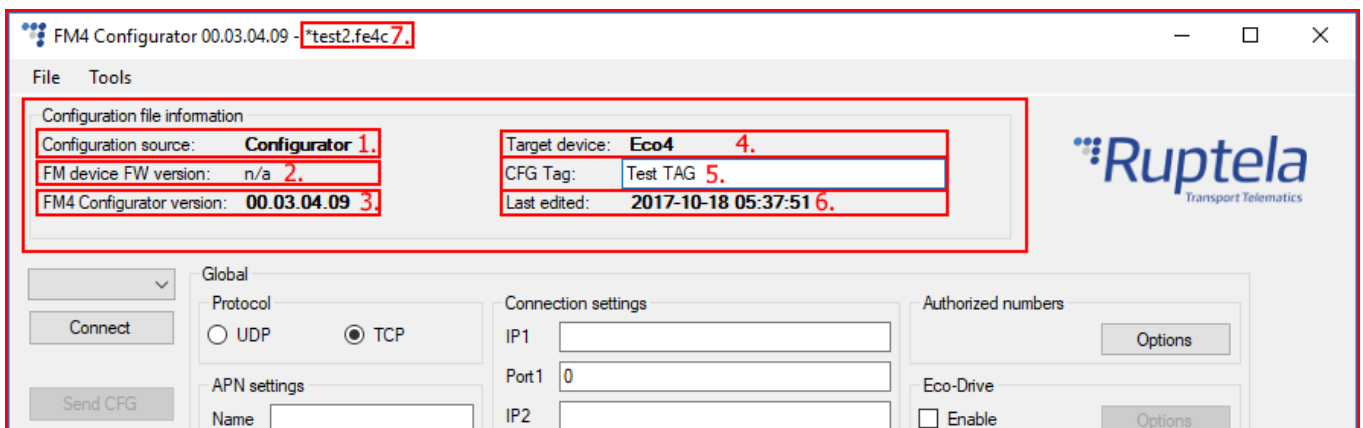 FM4 Configurator 00.03.04.09 - *test2.fe4c 7.
File Tools
Configuration file information
Configuration source: Configurator 1.
Target device: Eco4 4.
FM device FW version: n/a 2.
CFG Tag: Test TAG 5.
FM4 Configurator version: 00.03.04.09 3.
Last edited: 2017-10-18 05:37:51 6.
Ruptela
Transport Telematics
Global
Protocol
Connection settings
Authorized numbers
Connect
UDP TCP
IP1
Options
Port1 0
APN settings
Eco-Drive
Send CFG
Name
IP2
Enable
Options